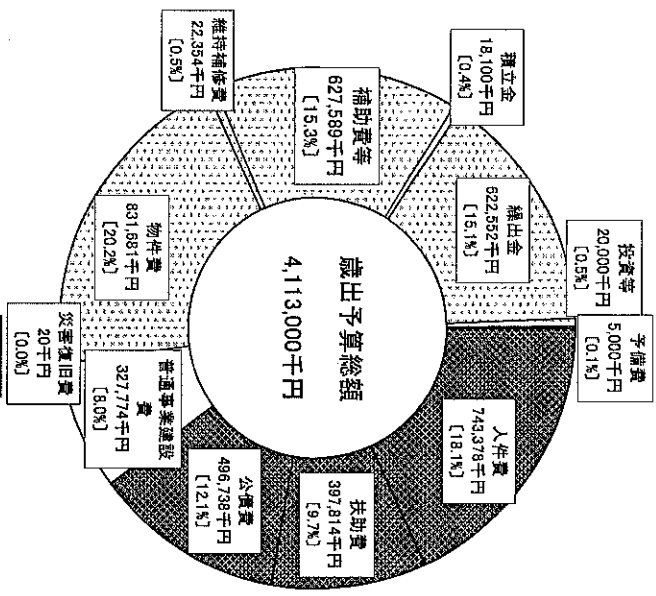 歳出予算総額
4,113,000千円
人件費
743,378千円
[18.1%]
扶助費
397,814千円
[9.7%]
公債費
496,738千円
[12.1%]
普通事業建設
費
327,774千円
[8.0%]
災害復旧費
20千円
[0.0%]
物件費
831,681千円
[20.2%]
維持補修費
22,354千円
[0.5%]
補助費等
627,589千円
[15.3%]
積立金
18,100千円
[0.4%]
繰出金
622,552千円
[15.1%]
投資等
20,000千円
[0.5%]
予備費
5,000千円
[0.1%]